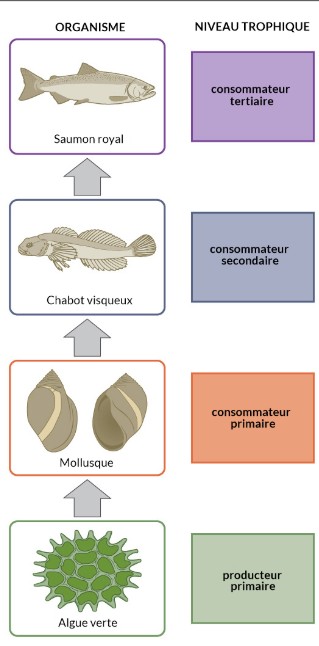 ORGANISME
NIVEAU TROPHIQUE
Saumon royal
consommateur
tertiaire
Chabot visqueux
consommateur
secondaire
Mollusque
consommateur
primaire
Algue verte
producteur
primaire